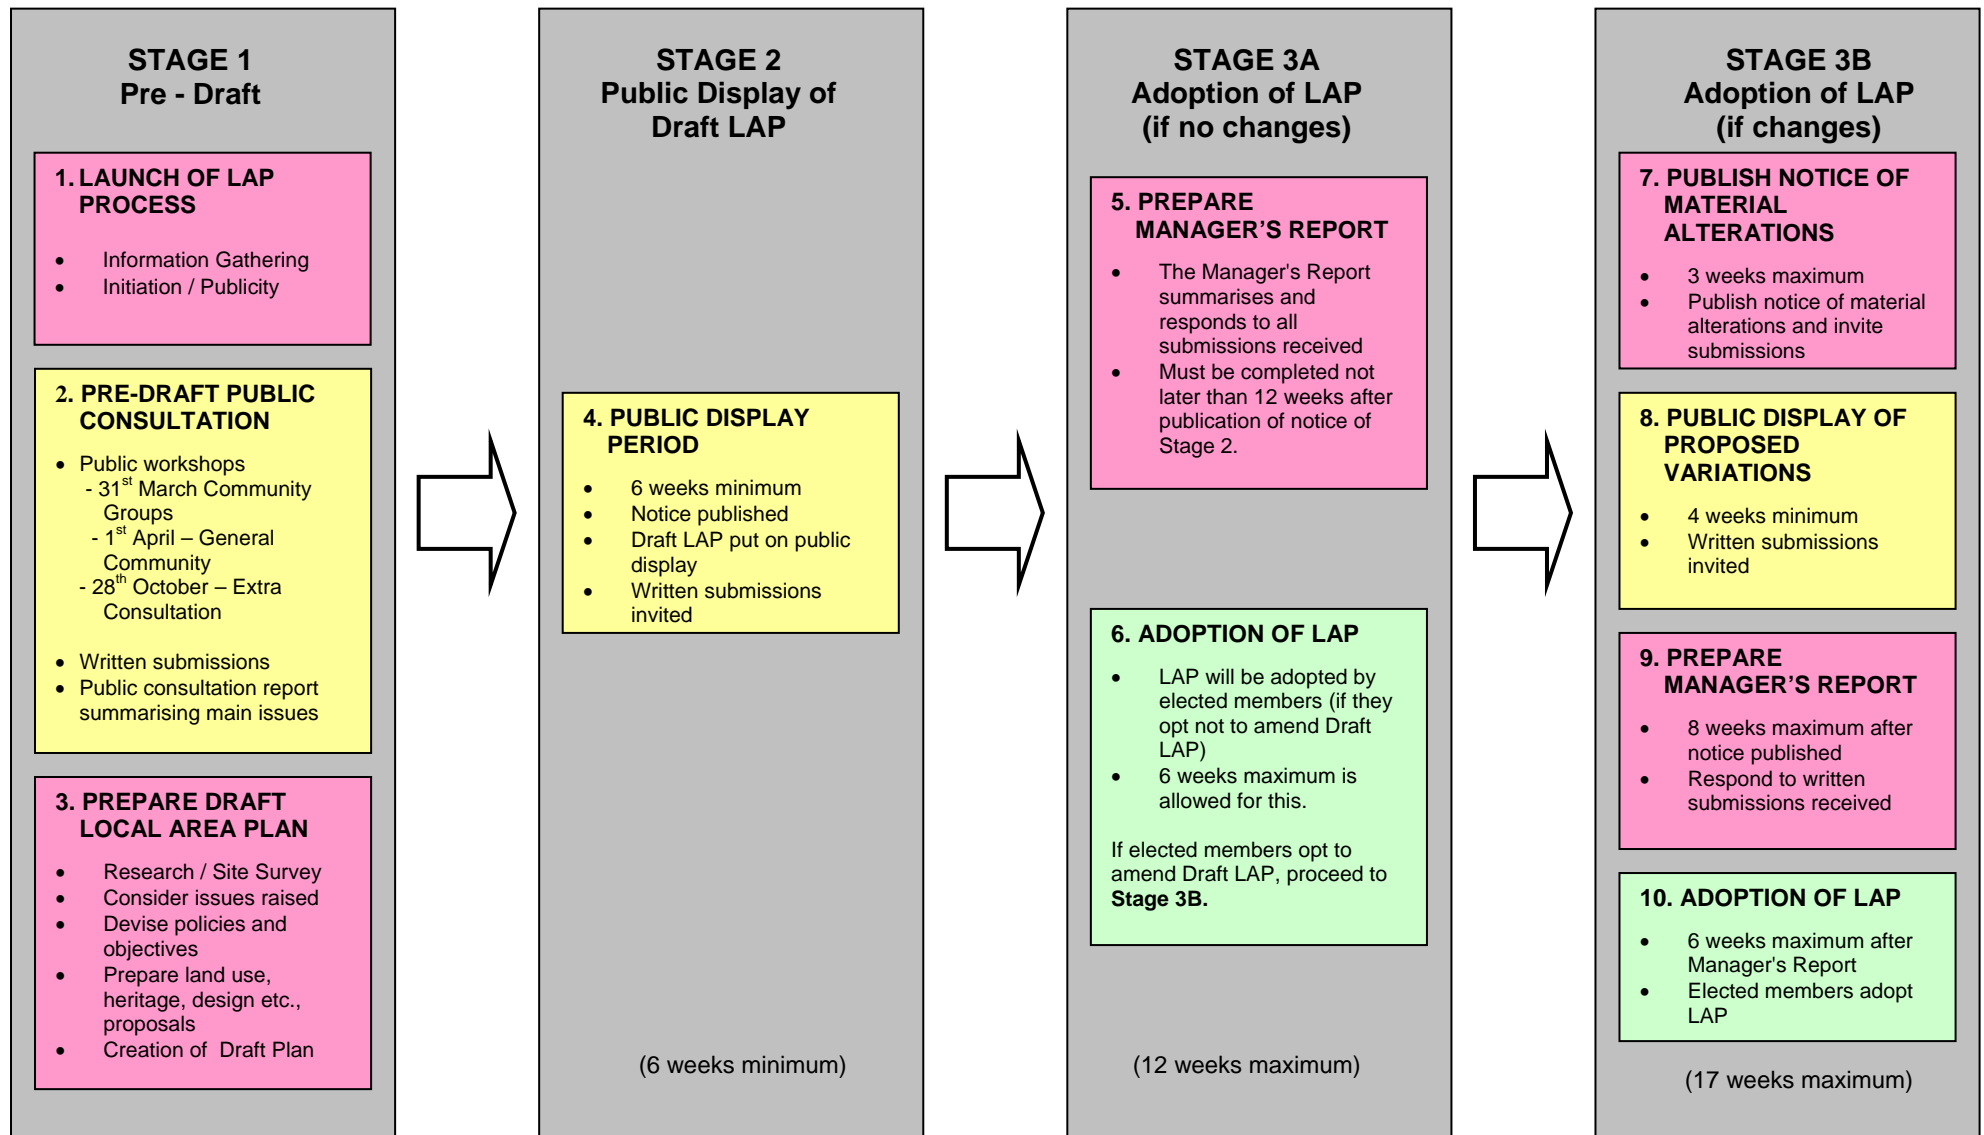 STAGE 1
Pre - Draft
1. LAUNCH OF LAP
PROCESS
• Information Gathering
• Initiation / Publicity
2. PRE-DRAFT PUBLIC
CONSULTATION
• Public workshops
- 31st March Community
Groups
- 1st April – General
Community
- 28th October – Extra
Consultation
• Written submissions
• Public consultation report
summarising main issues
3. PREPARE DRAFT
LOCAL AREA PLAN
• Research / Site Survey
• Consider issues raised
• Devise policies and
objectives
• Prepare land use,
heritage, design etc.,
proposals
• Creation of Draft Plan
STAGE 2
Public Display of
Draft LAP
4. PUBLIC DISPLAY
PERIOD
• 6 weeks minimum
• Notice published
• Draft LAP put on public
display
• Written submissions
invited
(6 weeks minimum)
STAGE 3A
Adoption of LAP
(if no changes)
5. PREPARE
MANAGER’S REPORT
• The Manager's Report
summarises and
responds to all
submissions received
• Must be completed not
later than 12 weeks after
publication of notice of
Stage 2.
6. ADOPTION OF LAP
• LAP will be adopted by
elected members (if they
opt not to amend Draft
LAP)
• 6 weeks maximum is
allowed for this.
If elected members opt to
amend Draft LAP, proceed to
Stage 3B.
(12 weeks maximum)
STAGE 3B
Adoption of LAP
(if changes)
7. PUBLISH NOTICE OF
MATERIAL
ALTERATIONS
• 3 weeks maximum
• Publish notice of material
alterations and invite
submissions
8. PUBLIC DISPLAY OF
PROPOSED
VARIATIONS
• 4 weeks minimum
• Written submissions
invited
9. PREPARE
MANAGER’S REPORT
• 8 weeks maximum after
notice published
• Respond to written
submissions received
10. ADOPTION OF LAP
• 6 weeks maximum after
Manager's Report
• Elected members adopt
LAP
(17 weeks maximum)